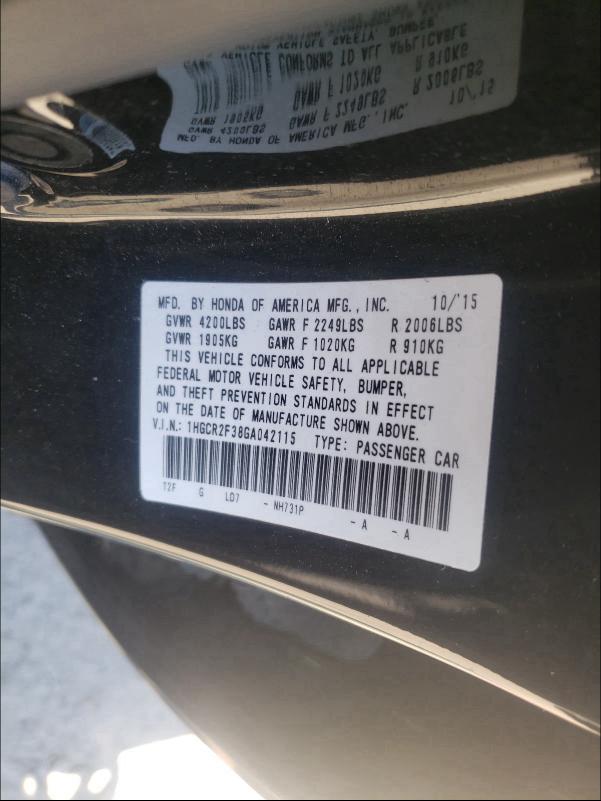 MFD. BY HONDA OF AMERICA MFG., INC. 10/'15
GVWR 4200LBS GAWR F 2249LBS R 2006LBS
GVWR 1905KG GAWR F 1020KG R 910KG
THIS VEHICLE CONFORMS TO ALL APPLICABLE
FEDERAL MOTOR VEHICLE SAFETY, BUMPER,
AND THEFT PREVENTION STANDARDS IN EFFECT
ON THE DATE OF MANUFACTURE SHOWN ABOVE.
V.I.N.: 1HGCR2F38GA042115 TYPE: PASSENGER CAR
T2F G LD7 - NH731P - A - A